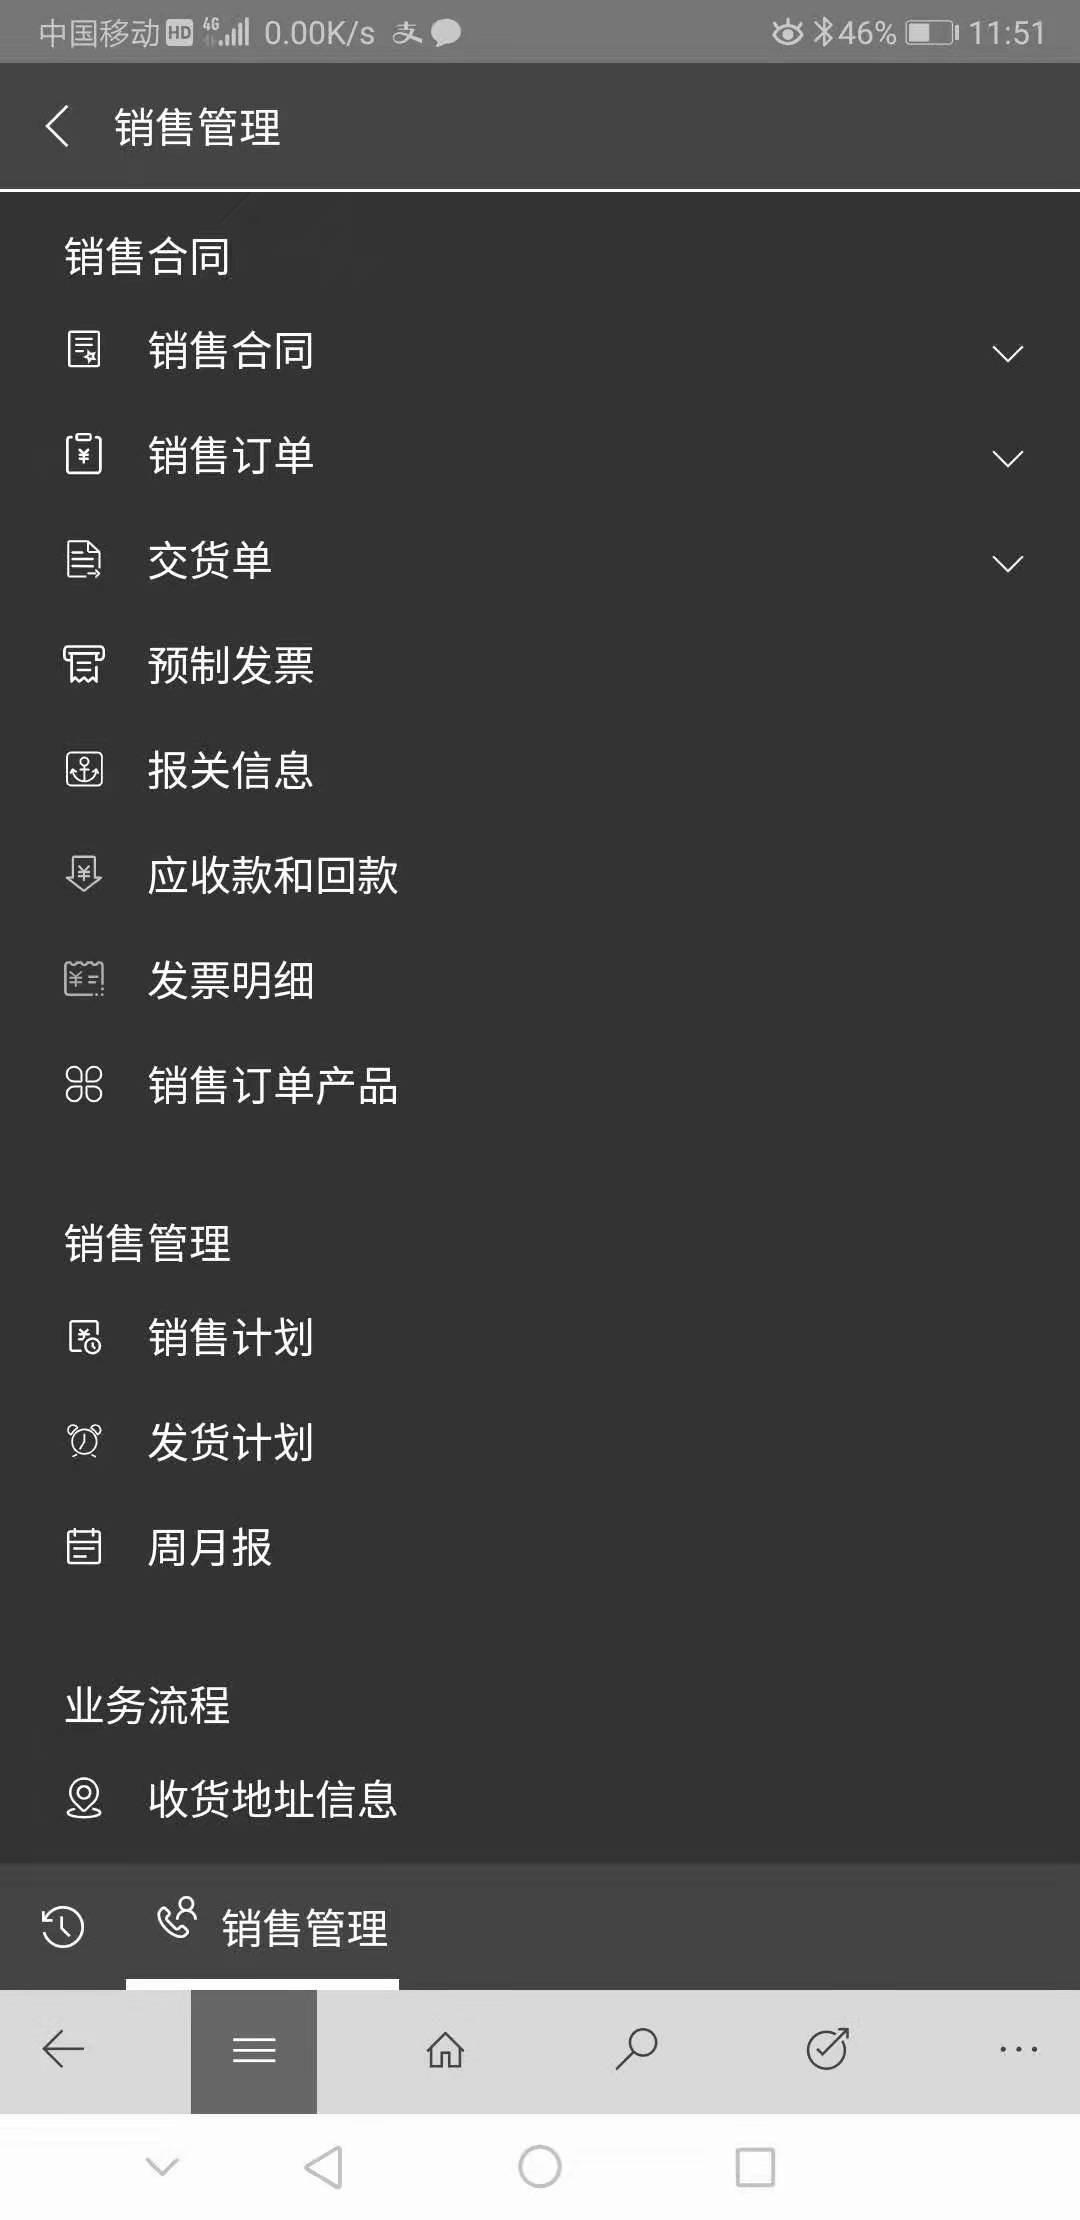 中国移动 HD 4G 0.00K/s 支 46% 11:51
销售管理
销售合同
销售合同
销售订单
交货单
预制发票
报关信息
应收款和回款
发票明细
销售订单产品
销售管理
销售计划
发货计划
周月报
业务流程
收货地址信息
销售管理